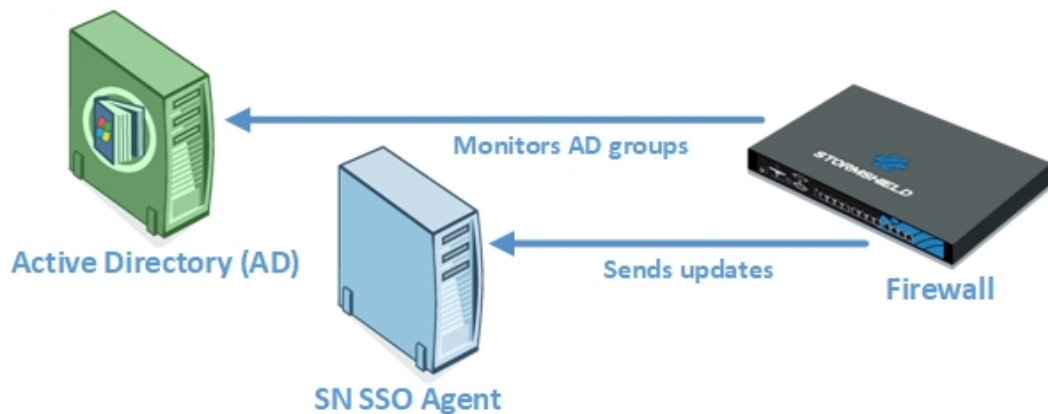 Monitors AD groups
STORMSHIELD
Active Directory (AD)
Sends updates
Firewall
SN SSO Agent